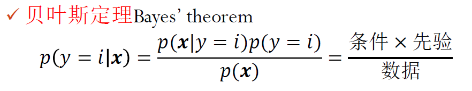 ✓ 贝叶斯定理Bayes' theorem
p(y = i|x) = p(x|y = i)p(y = i) / p(x) = 条件 × 先验 / 数据